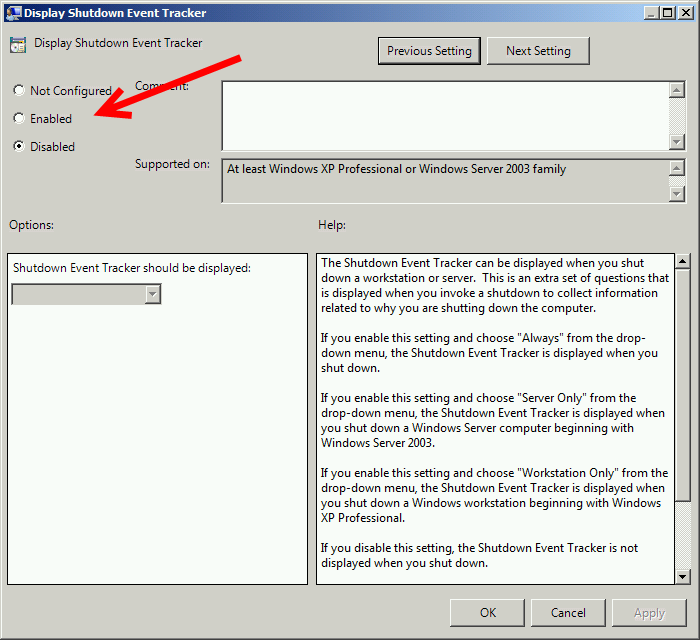 Display Shutdown Event Tracker
Display Shutdown Event Tracker
Previous Setting
Next Setting
Not Configured
Comment:
Enabled
Disabled
Supported on:
At least Windows XP Professional or Windows Server 2003 family
Options:
Help:
Shutdown Event Tracker should be displayed:
The Shutdown Event Tracker can be displayed when you shut
down a workstation or server.  This is an extra set of questions that
is displayed when you invoke a shutdown to collect information
related to why you are shutting down the computer.
If you enable this setting and choose "Always" from the drop-
down menu, the Shutdown Event Tracker is displayed when you
shut down.
If you enable this setting and choose "Server Only" from the
drop-down menu, the Shutdown Event Tracker is displayed when
you shut down a Windows Server computer beginning with
Windows Server 2003.
If you enable this setting and choose "Workstation Only" from the
drop-down menu, the Shutdown Event Tracker is displayed when
you shut down a Windows workstation beginning with Windows
XP Professional.
If you disable this setting, the Shutdown Event Tracker is not
displayed when you shut down.
OK
Cancel
Apply